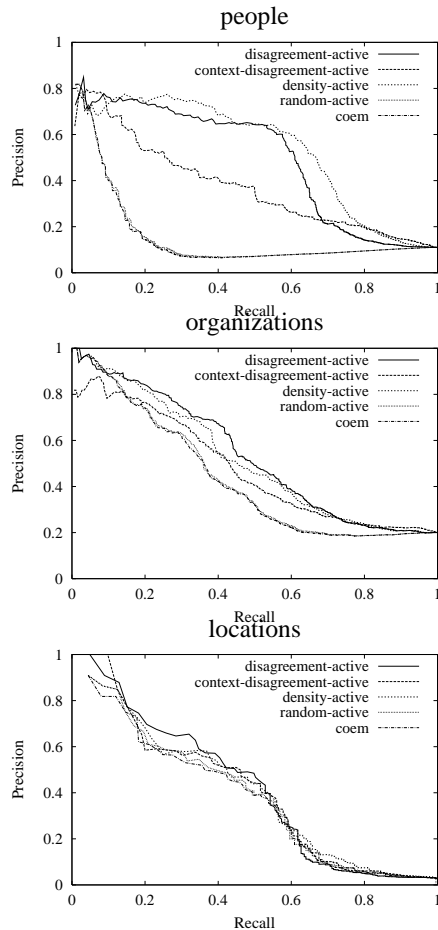 people
1
0.8
0.6
0.4
0.2
0
0 0.2 0.4 0.6 0.8 1
Precision
Recall
disagreement-active
context-disagreement-active
density-active
random-active
coem
organizations
1
0.8
0.6
0.4
0.2
0
0 0.2 0.4 0.6 0.8 1
Precision
Recall
disagreement-active
context-disagreement-active
density-active
random-active
coem
locations
1
0.8
0.6
0.4
0.2
0
0 0.2 0.4 0.6 0.8 1
Precision
Recall
disagreement-active
context-disagreement-active
density-active
random-active
coem